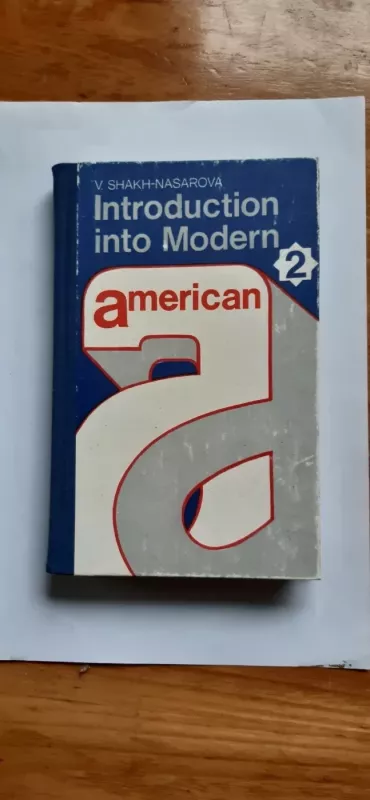 V. SHAKH-NASAROVA
Introduction
into Modern
2
american